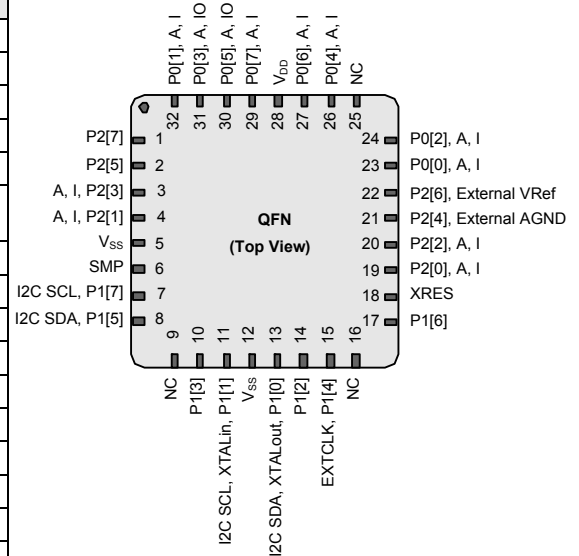 P0[1], A, I
P0[3], A, IO
P0[5], A, IO
P0[7], A, I
VDD
P0[6], A, I
P0[4], A, I
NC
32
31
30
29
28
27
26
25
P2[7] 1
P2[5] 2
A, I, P2[3] 3
A, I, P2[1] 4
VSS 5
SMP 6
I2C SCL, P1[7] 7
I2C SDA, P1[5] 8
QFN
(Top View)
24 P0[2], A, I
23 P0[0], A, I
22 P2[6], External VRef
21 P2[4], External AGND
20 P2[2], A, I
19 P2[0], A, I
18 XRES
17 P1[6]
9
10
11
12
13
14
15
16
NC
P1[3]
I2C SCL, XTALin, P1[1]
VSS
I2C SDA, XTALout, P1[0]
P1[2]
EXTCLK, P1[4]
NC